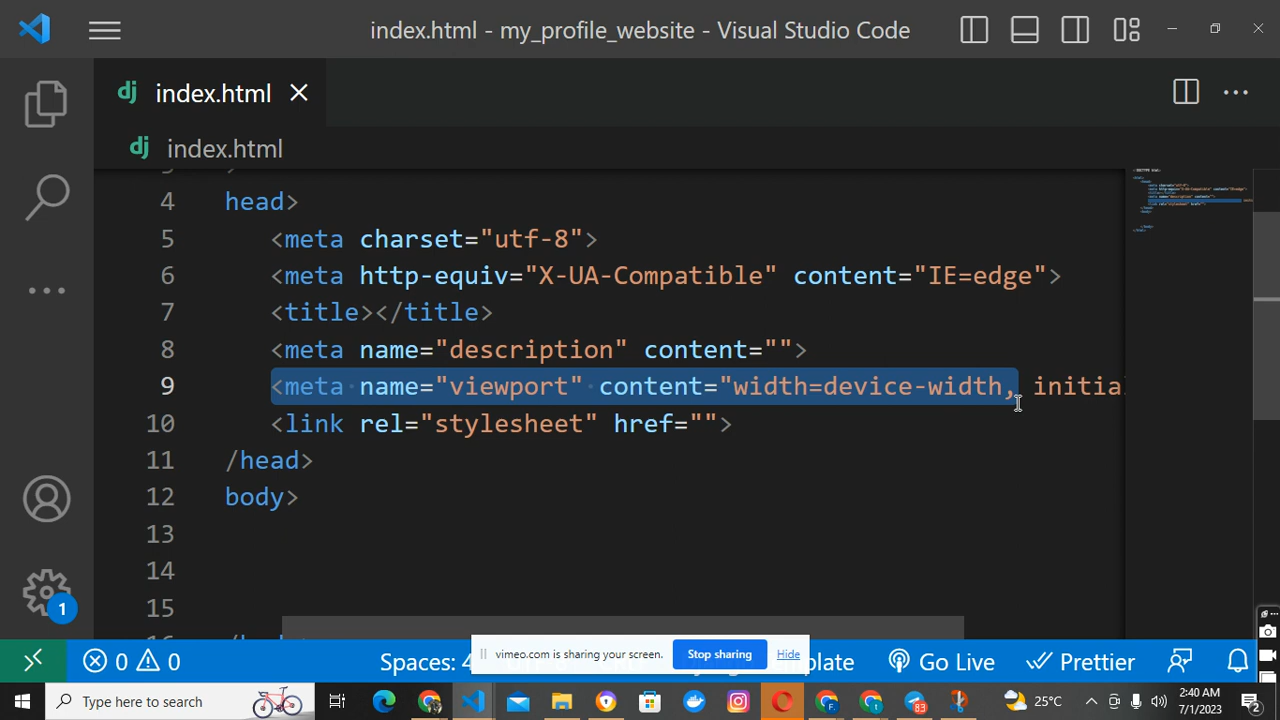 index.html - my_profile_website - Visual Studio Code
dj index.html
dj index.html
4 head>
5 <meta charset="utf-8">
6 <meta http-equiv="X-UA-Compatible" content="IE=edge">
7 <title></title>
8 <meta name="description" content="">
9 <meta name="viewport" content="width=device-width, initial
10 <link rel="stylesheet" href="">
11 /head>
12 body>
13
14
15
1
0 0 Spaces: 4 Go Live Prettier
vimeo.com is sharing your screen. Stop sharing Hide
Type here to search
83
25°C
2:40 AM
7/1/2023
2